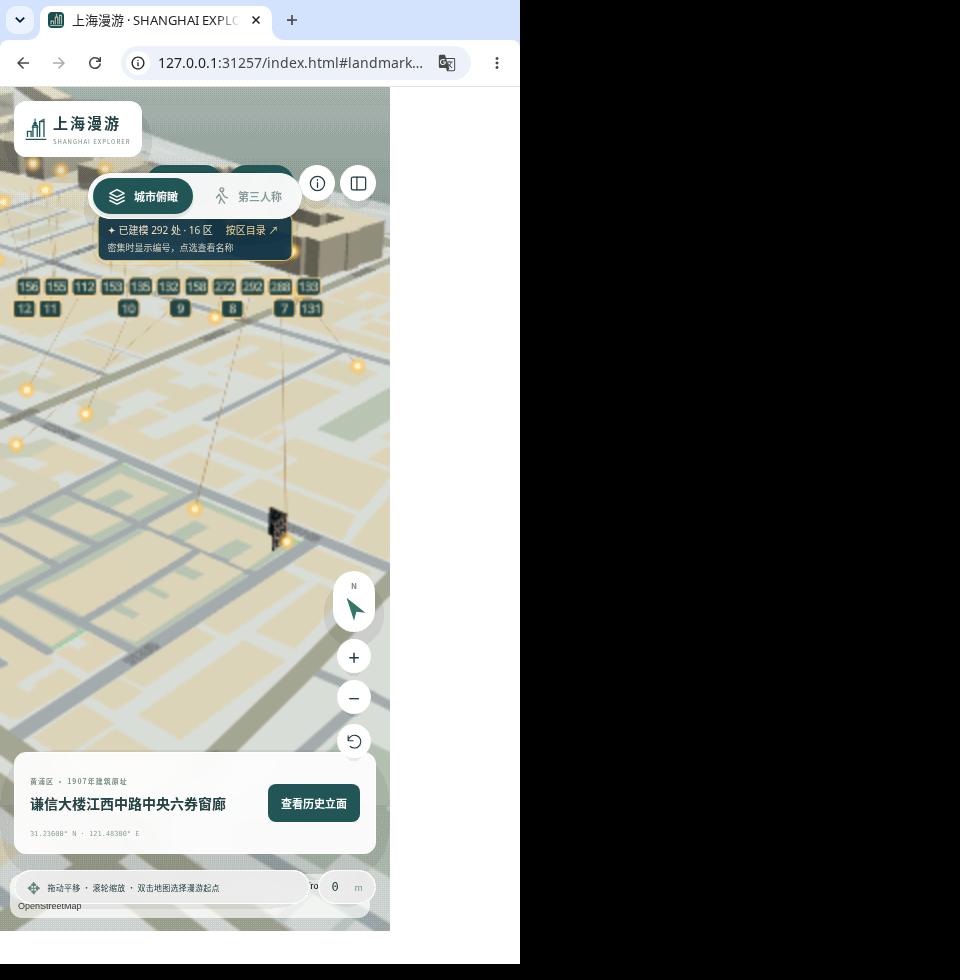 上海漫游 · SHANGHAI EXPLO
127.0.0.1:31257/index.html#landmark...
上海漫游
SHANGHAI EXPLORER
城市俯瞰
第三人称
✦ 已建模 292 处 · 16 区 按区目录 ↗
密集时显示编号，点选查看名称
156 155 112 153 135 132 158 272 292 288 133
12 11 10 9 8 7 131
N
+
−
黄浦区 · 1907年建筑原址
谦信大楼江西中路中央六券窗廊
查看历史立面
31.23600° N · 121.48300° E
拖动平移 · 滚轮缩放 · 双击地图选择漫游起点
0 m
OpenStreetMap